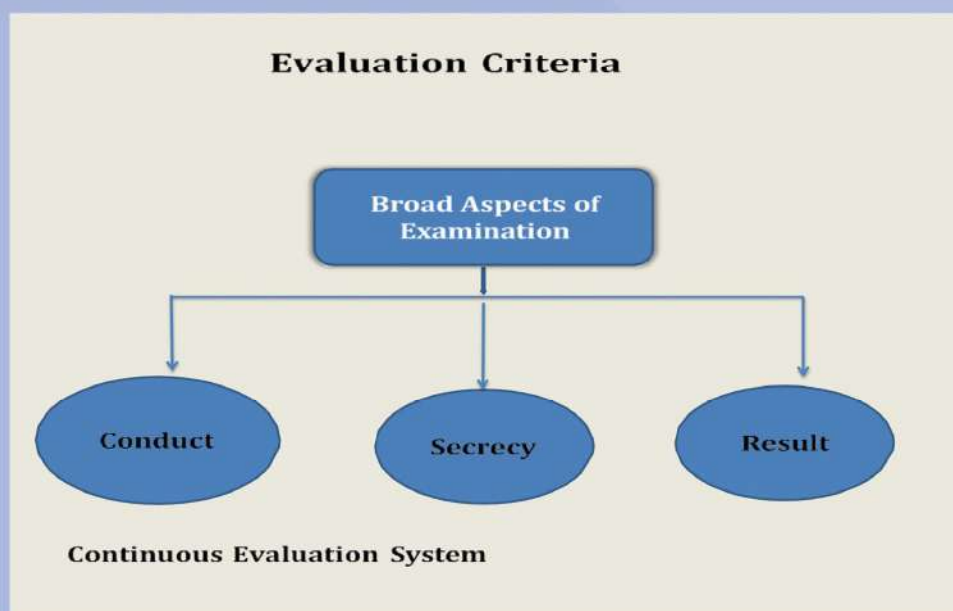 Evaluation Criteria
Broad Aspects of
Examination
Conduct
Secrecy
Result
Continuous Evaluation System